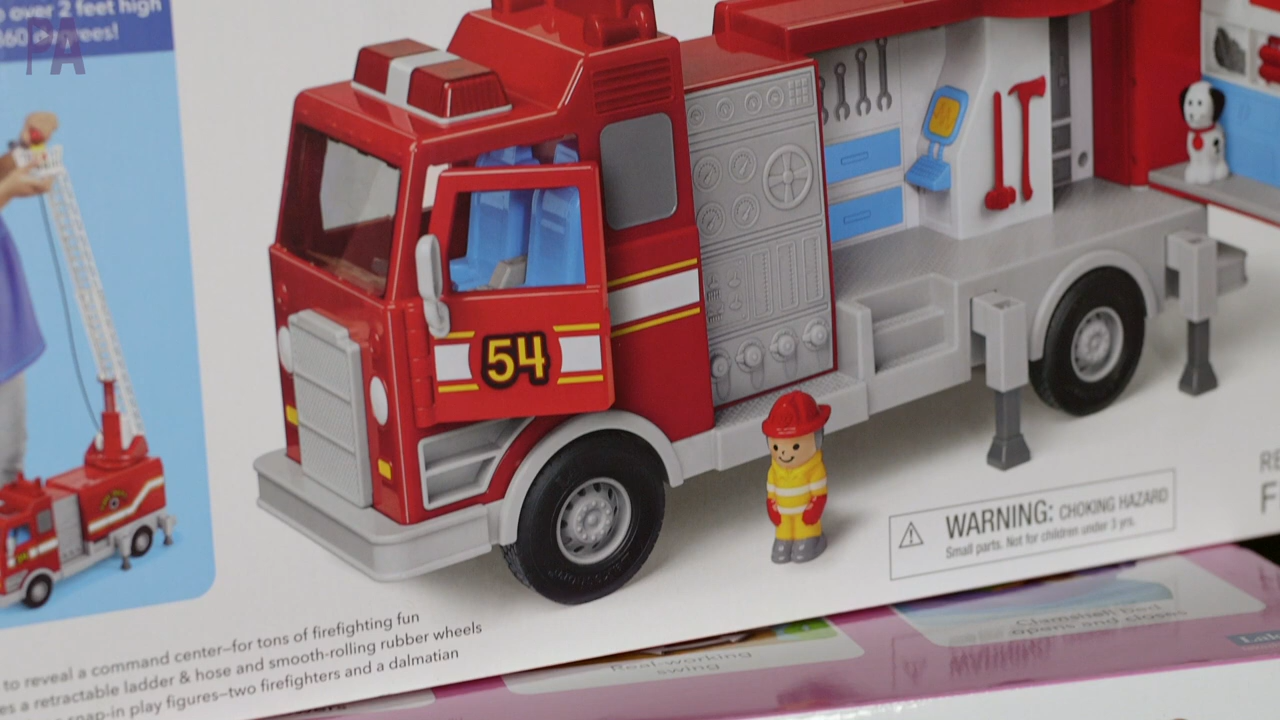 over 2 feet high
360 degrees!
PA
54
WARNING: CHOKING HAZARD
Small parts. Not for children under 3 yrs.
to reveal a command center–for tons of firefighting fun
a retractable ladder & hose and smooth-rolling rubber wheels
snap-in play figures–two firefighters and a dalmatian
Real-working
swing
Clamshell bed
opens and closes